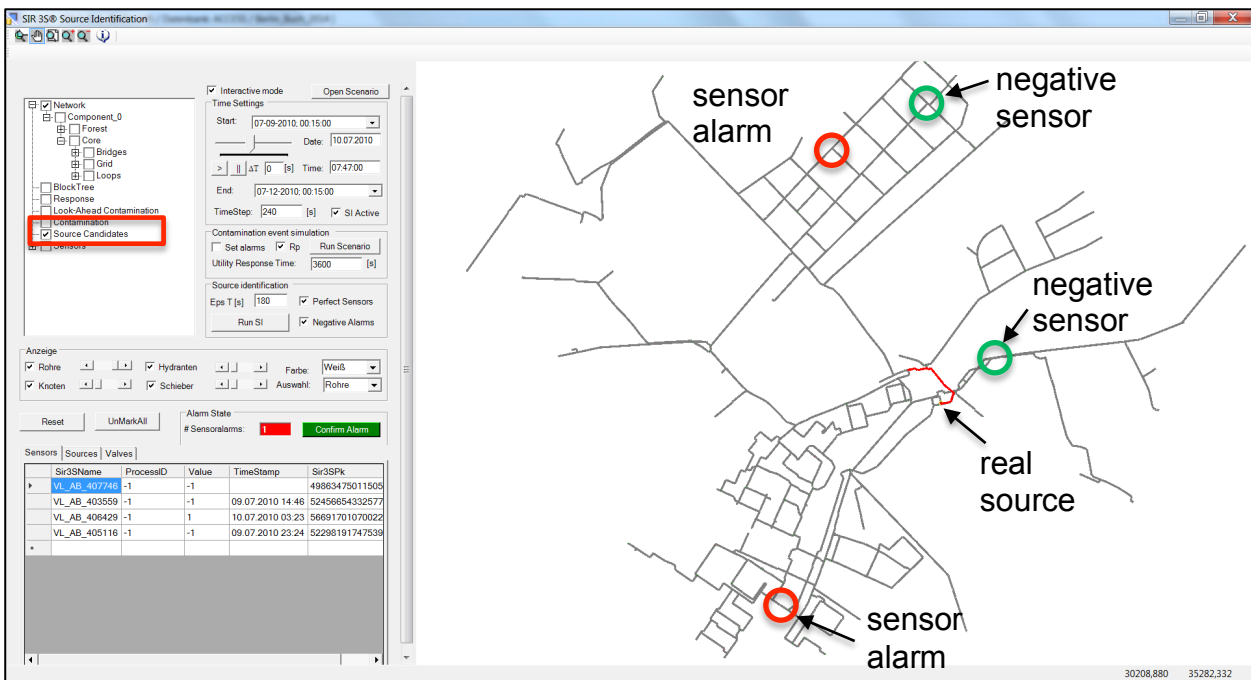 SIR 3S® Source Identification
Interactive mode
Open Scenario
Time Settings
Start:
07-09-2010; 00:15:00
Date:
10.07.2010
>
||
ΔT
0
[s]
Time:
07:47:00
End:
07-12-2010; 00:15:00
TimeStep:
240
[s]
SI Active
Contamination event simulation
Set alarms
Rp
Run Scenario
Utility Response Time:
3600
[s]
Source identification
Eps T [s]
180
Perfect Sensors
Run SI
Negative Alarms
Network
Component_0
Forest
Core
Bridges
Grid
Loops
BlockTree
Response
Look-Ahead Contamination
Contamination
Source Candidates
Sensors
Anzeige
Rohre
Hydranten
Farbe:
Weiß
Knoten
Schieber
Auswahl:
Rohre
Reset
UnMarkAll
Alarm State
# Sensoralarms:
1
Confirm Alarm
Sensors
Sources
Valves
Sir3SName ProcessID Value TimeStamp Sir3SPk
VL_AB_407746 -1 -1 49863475011505
VL_AB_403559 -1 -1 09.07.2010 14:46 52456654332577
VL_AB_406429 -1 1 10.07.2010 03:23 56691701070022
VL_AB_405116 -1 -1 09.07.2010 23:24 52298191747539
sensor
alarm
negative
sensor
negative
sensor
real
source
sensor
alarm
30208,880 35282,332